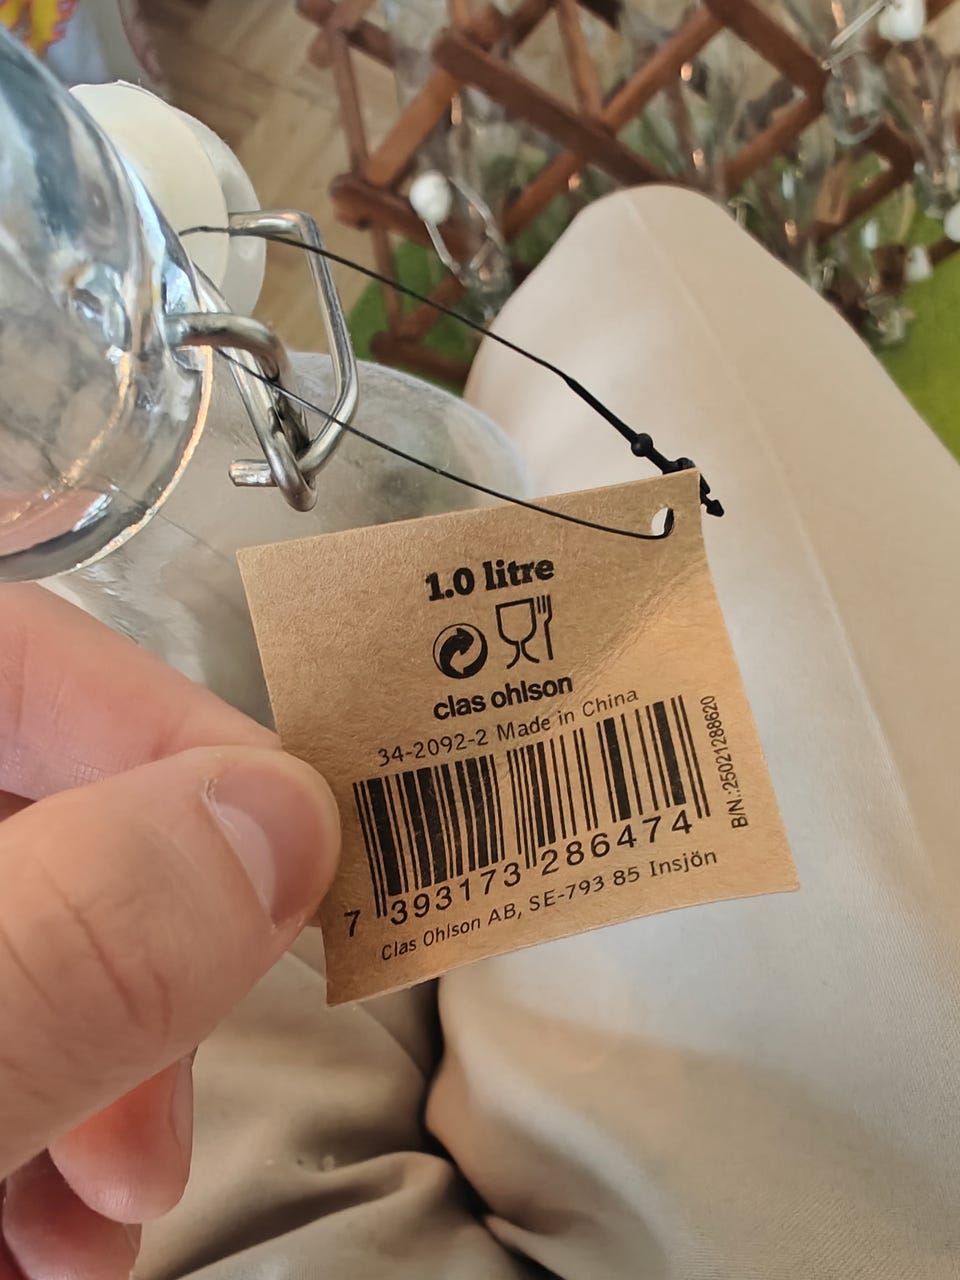 1.0 litre
clas ohlson
34-2092-2 Made in China
7 393173 286474
Clas Ohlson AB, SE-793 85 Insjön
B/N.:25021288620